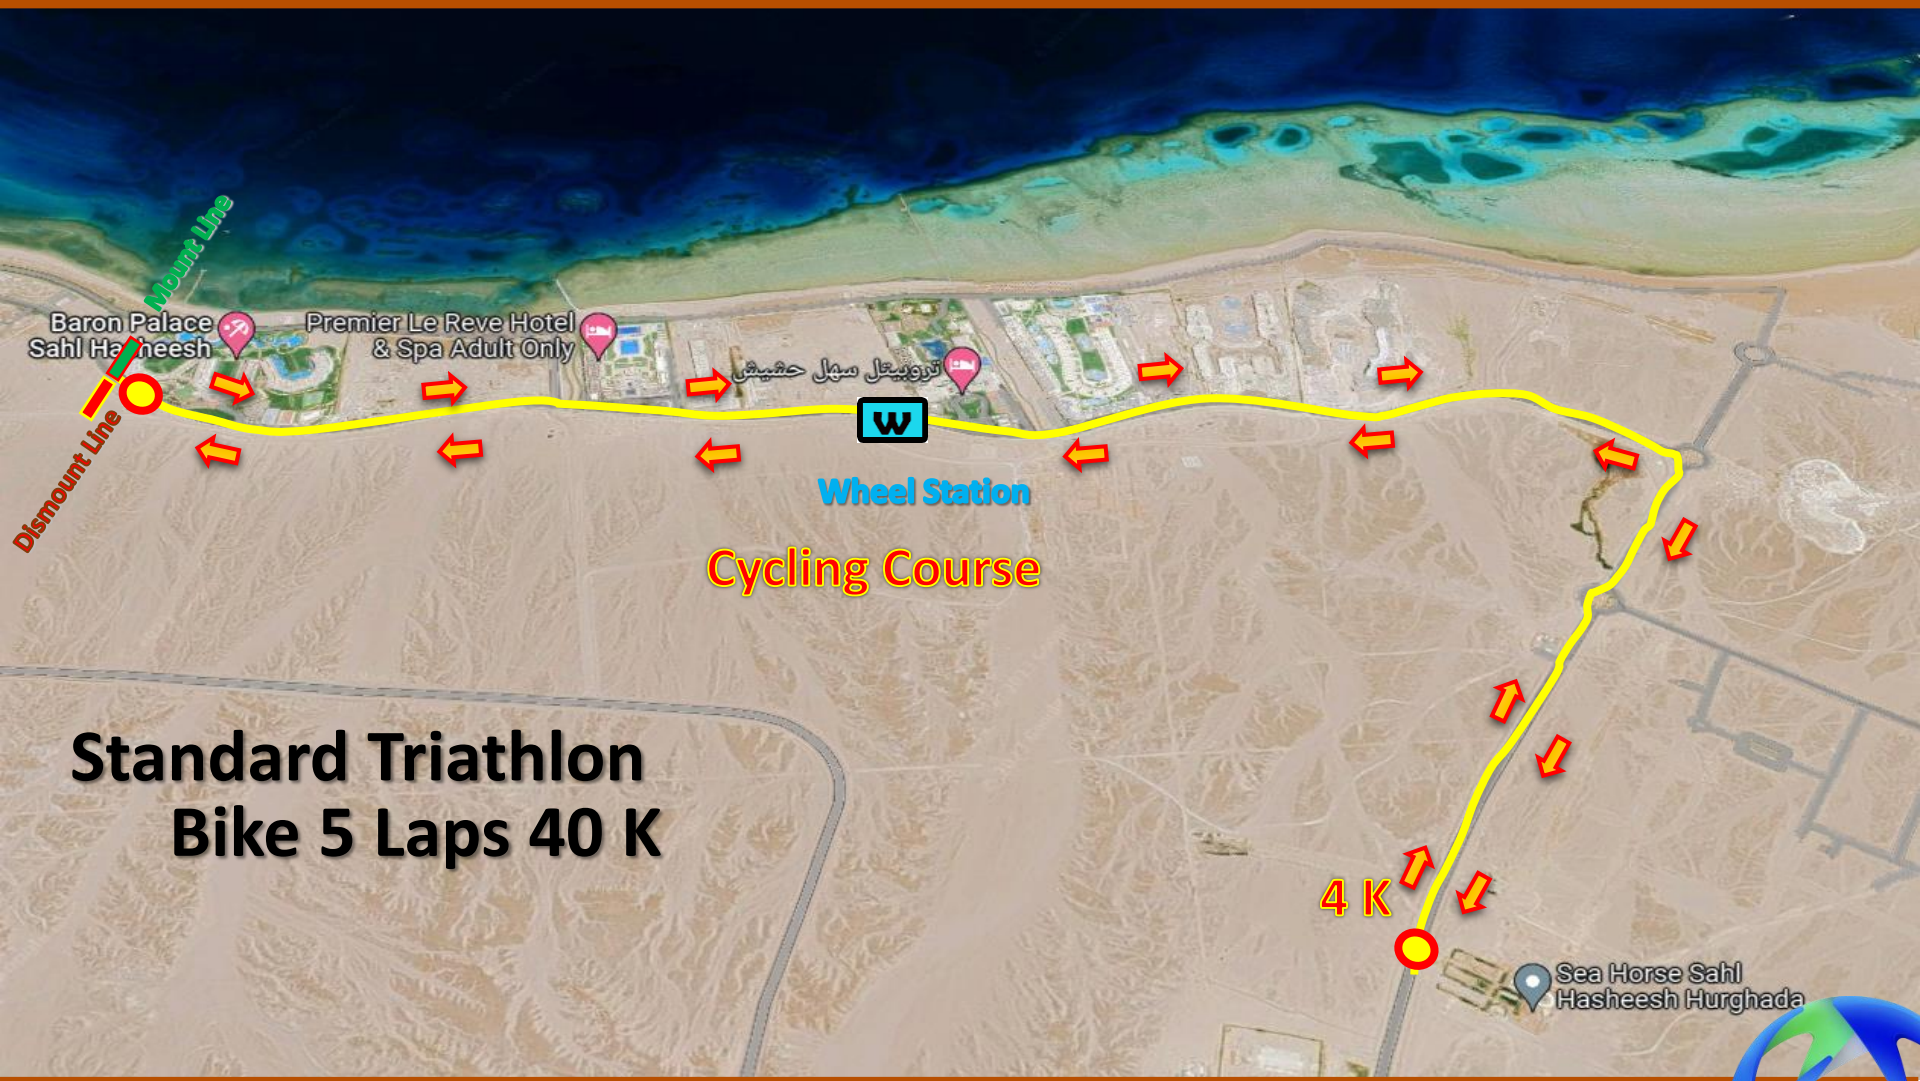 Mount Line
Baron Palace
Sahl Hasheesh
Premier Le Reve Hotel
& Spa Adult Only
تروبيتل سهل حشيش
W
Dismount Line
Wheel Station
Cycling Course
Standard Triathlon
Bike 5 Laps 40 K
4 K
Sea Horse Sahl
Hasheesh Hurghada